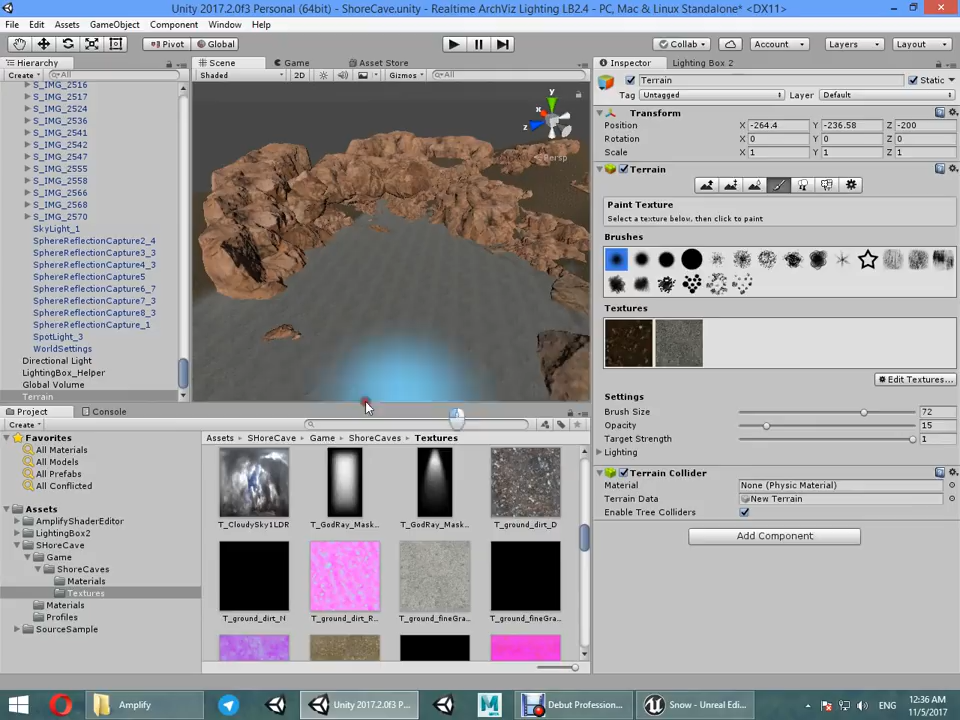 Unity 2017.2.0f3 Personal (64bit) - ShoreCave.unity - Realtime ArchViz Lighting LB2.4 - PC, Mac & Linux Standalone* <DX11>
File Edit Assets GameObject Component Tutorial Window Help
Pivot Global Collab Account Layers Layout
Hierarchy
Create All
S_IMG_2516
S_IMG_2517
S_IMG_2524
S_IMG_2536
S_IMG_2541
S_IMG_2542
S_IMG_2547
S_IMG_2555
S_IMG_2558
S_IMG_2566
S_IMG_2568
S_IMG_2570
SkyLight_1
SphereReflectionCapture2_4
SphereReflectionCapture3_3
SphereReflectionCapture4_3
SphereReflectionCapture5
SphereReflectionCapture6_7
SphereReflectionCapture7_3
SphereReflectionCapture8_3
SphereReflectionCapture_1
SpotLight_3
WorldSettings
Directional Light
LightingBox_Helper
Global Volume
Terrain
Scene Game Asset Store
Shaded 2D Gizmos All
y
x
z
Persp
Inspector Lighting Box 2
Terrain Static
Tag Untagged Layer Default
Transform
Position X -264.4 Y -236.58 Z -200
Rotation X 0 Y 0 Z 0
Scale X 1 Y 1 Z 1
Terrain
Paint Texture
Select a texture below, then click to paint
Brushes
Textures
Edit Textures...
Settings
Brush Size 72
Opacity 15
Target Strength 1
Lighting
Terrain Collider
Material None (Physic Material)
Terrain Data New Terrain
Enable Tree Colliders
Add Component
Project Console
Create
Favorites
All Materials
All Models
All Prefabs
All Conflicted
Assets
AmplifyShaderEditor
LightingBox2
SHoreCave
Game
ShoreCaves
Materials
Textures
Materials
Profiles
SourceSample
Assets SHoreCave Game ShoreCaves Textures
T_CloudySky1LDR T_GodRay_Mask... T_GodRay_Mask... T_ground_dirt_D
T_ground_dirt_N T_ground_dirt_R... T_ground_fineGra... T_ground_fineGra...
Amplify Unity 2017.2.0f3 P... Debut Profession... Snow - Unreal Edi...
ENG
12:36 AM
11/5/2017